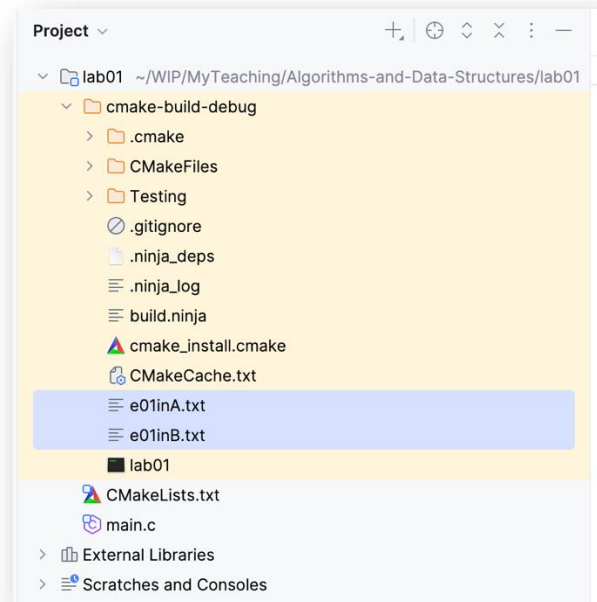 Project
lab01 ~/WIP/MyTeaching/Algorithms-and-Data-Structures/lab01
cmake-build-debug
.cmake
CMakeFiles
Testing
.gitignore
.ninja_deps
.ninja_log
build.ninja
cmake_install.cmake
CMakeCache.txt
e01inA.txt
e01inB.txt
lab01
CMakeLists.txt
main.c
External Libraries
Scratches and Consoles